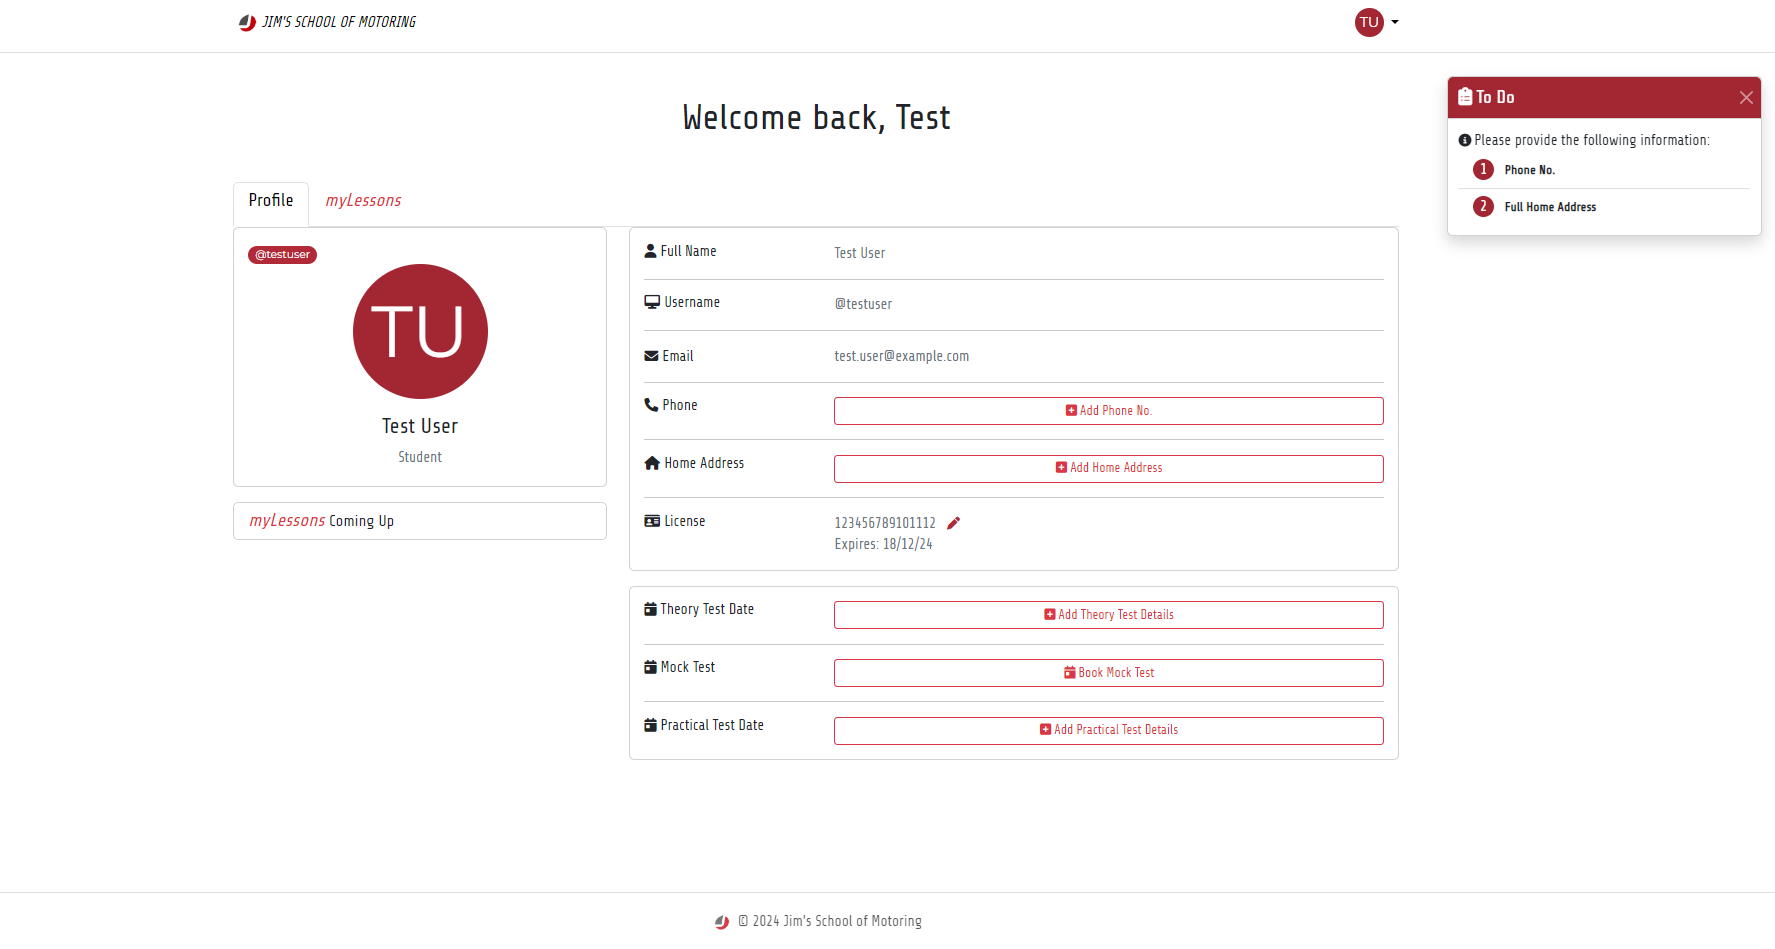 JIM'S SCHOOL OF MOTORING
TU
To Do
Please provide the following information:
1 Phone No.
2 Full Home Address
Welcome back, Test
Profile
myLessons
@testuser
TU
Test User
Student
myLessons Coming Up
Full Name
Test User
Username
@testuser
Email
test.user@example.com
Phone
Add Phone No.
Home Address
Add Home Address
License
123456789101112
Expires: 18/12/24
Theory Test Date
Add Theory Test Details
Mock Test
Book Mock Test
Practical Test Date
Add Practical Test Details
© 2024 Jim's School of Motoring